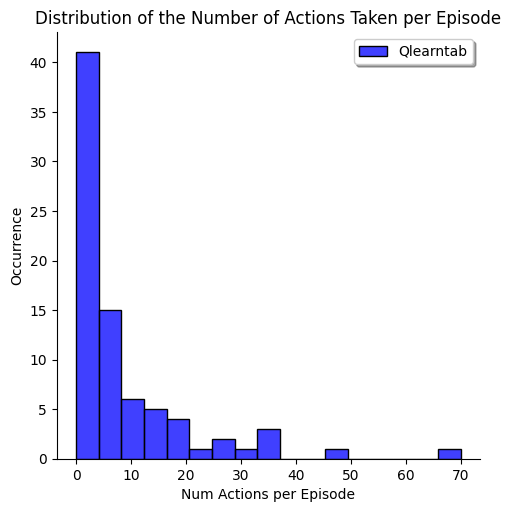 Distribution of the Number of Actions Taken per Episode
Qlearntab
Occurrence
40
35
30
25
20
15
10
5
0
0 10 20 30 40 50 60 70
Num Actions per Episode